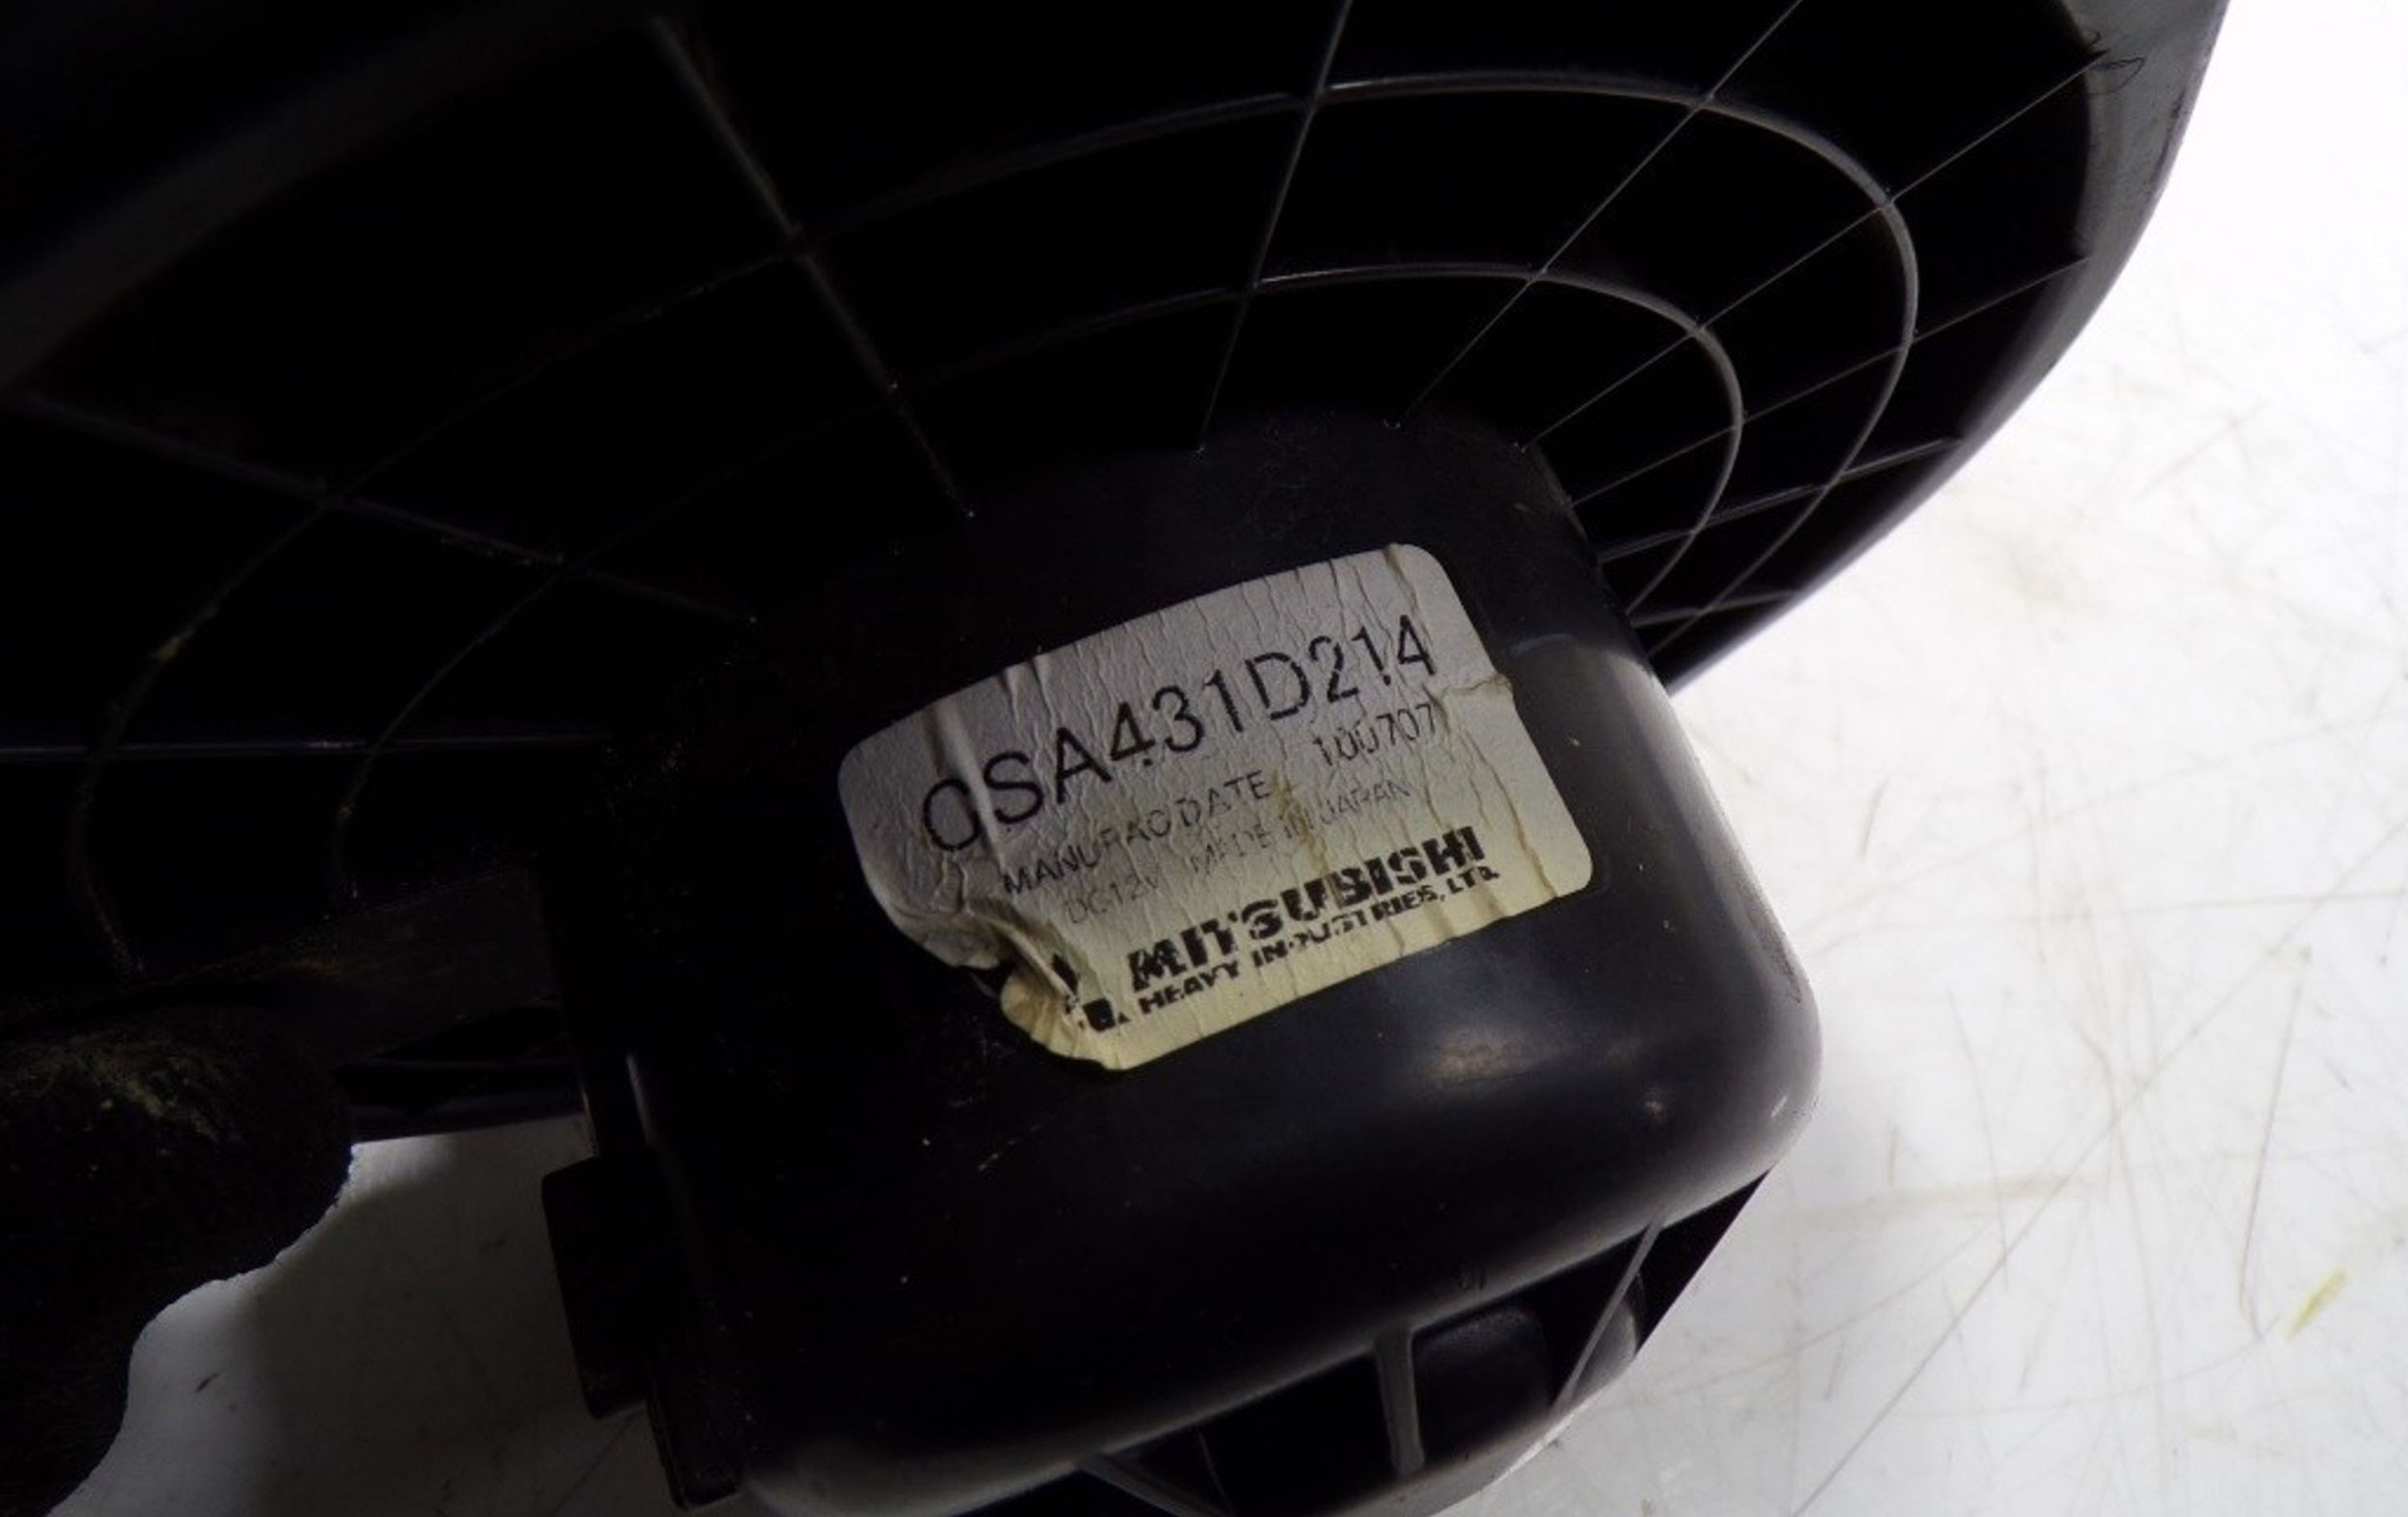 CSA431D214
MANUFAC DATE 100707
DC12V MADE IN JAPAN
MITSUBISHI
HEAVY INDUSTRIES, LTD.